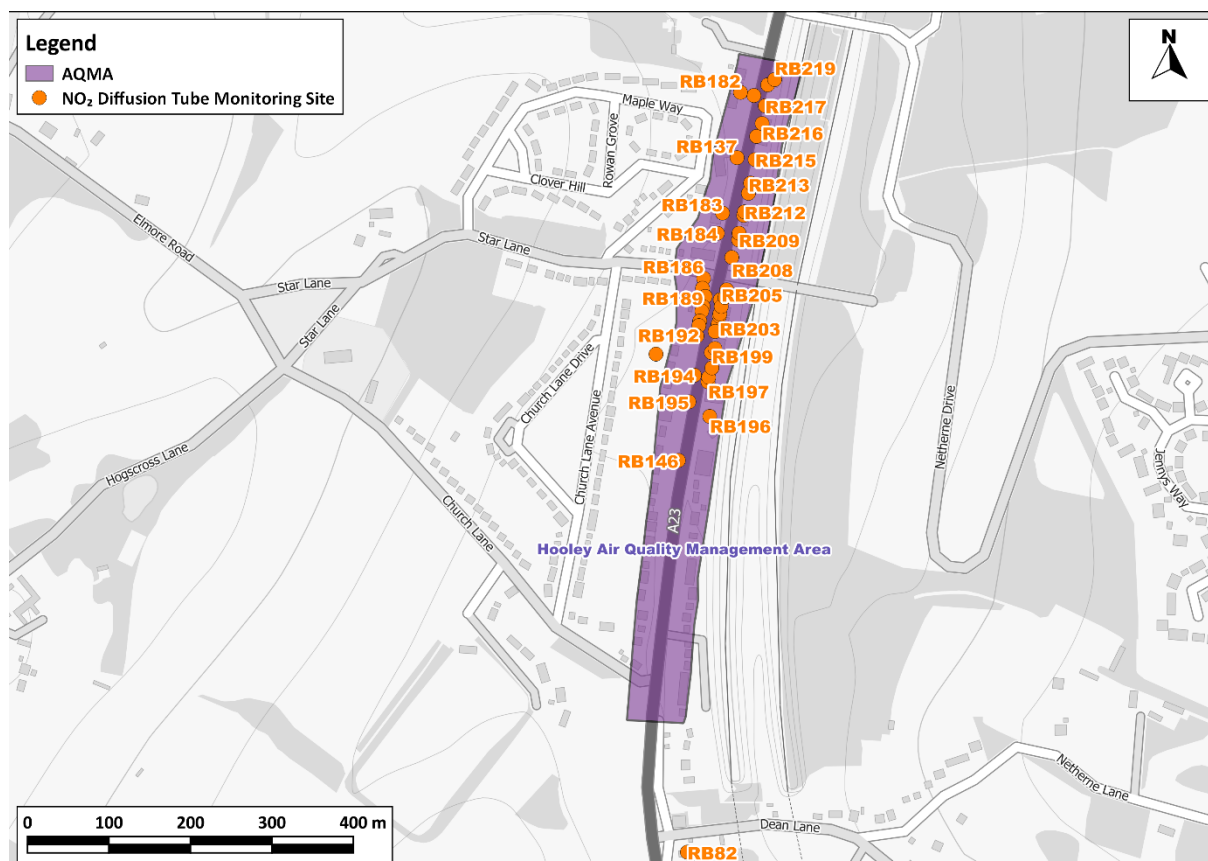 Legend
AQMA
NO₂ Diffusion Tube Monitoring Site
N
RB219
RB182
RB217
Maple Way
RB216
Rowan Grove
RB137
RB215
Clover Hill
RB213
RB183
RB212
Elmore Road
RB184
RB209
Star Lane
RB186
RB208
Star Lane
RB189
RB205
Star Lane
RB192
RB203
RB199
Church Lane Drive
RB194
RB197
RB195
RB196
Netherne Drive
Church Lane Avenue
RB146
Hogscross Lane
Jennys Way
Church Lane
A23
Hooley Air Quality Management Area
Netherne Lane
0 100 200 300 400 m
Dean Lane
RB82